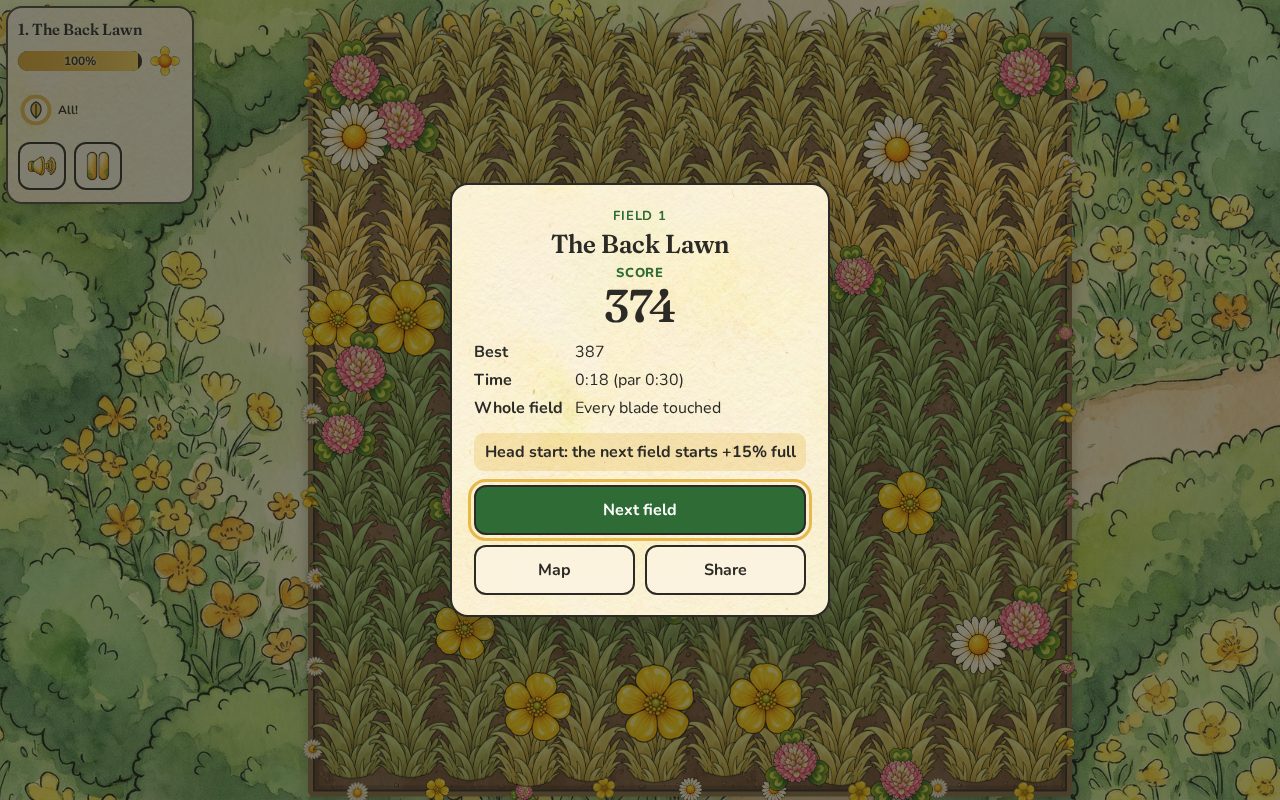 1. The Back Lawn
100%
All!
FIELD 1
The Back Lawn
SCORE
374
Best 387
Time 0:18 (par 0:30)
Whole field Every blade touched
Head start: the next field starts +15% full
Next field
Map Share